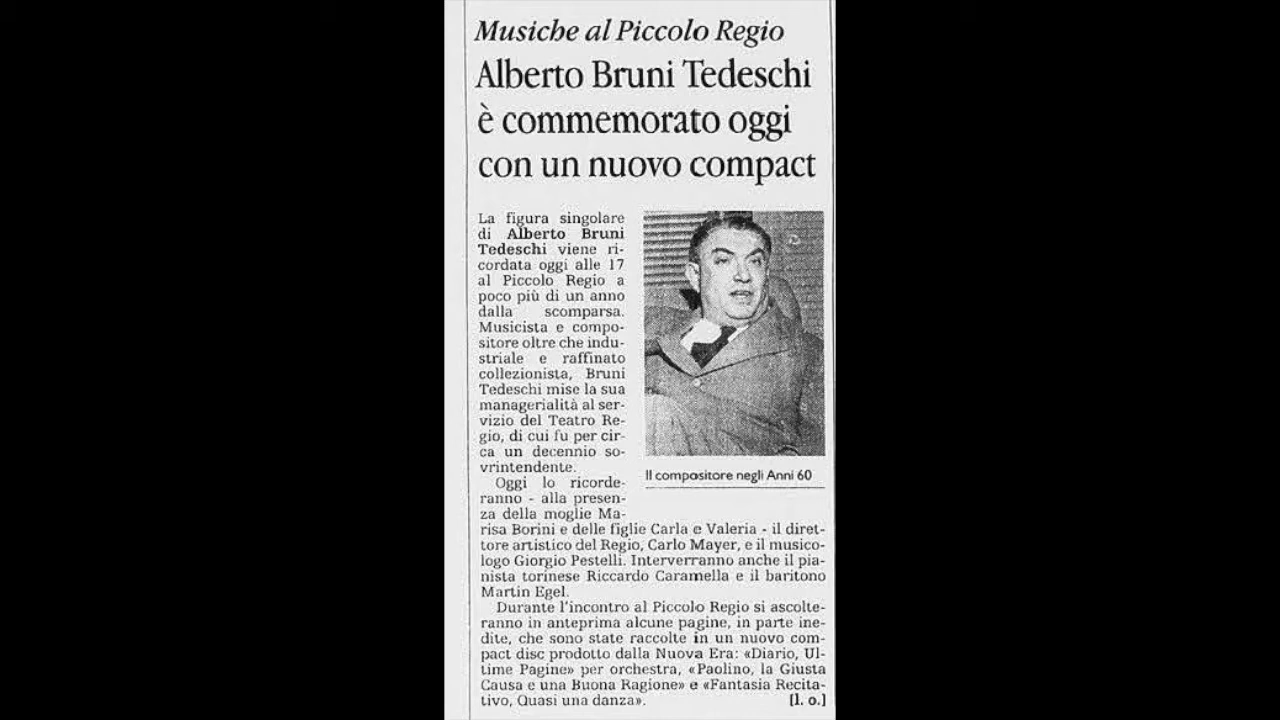 Musiche al Piccolo Regio
Alberto Bruni Tedeschi
è commemorato oggi
con un nuovo compact
La figura singolare
di Alberto Bruni
Tedeschi viene ri-
cordata oggi alle 17
al Piccolo Regio a
poco più di un anno
dalla scomparsa.
Musicista e compo-
sitore oltre che indu-
striale e raffinato
collezionista, Bruni
Tedeschi mise la sua
managerialità al ser-
vizio del Teatro Re-
gio, di cui fu per cir-
ca un decennio so-
vrintendente.
Oggi lo ricorde-
ranno - alla presen-
za della moglie Ma-
risa Borini e delle figlie Carla e Valeria - il diret-
tore artistico del Regio, Carlo Mayer, e il musico-
logo Giorgio Pestelli. Interverranno anche il pia-
nista torinese Riccardo Caramella e il baritono
Martin Egel.
Durante l'incontro al Piccolo Regio si ascolte-
ranno in anteprima alcune pagine, in parte ine-
dite, che sono state raccolte in un nuovo com-
pact disc prodotto dalla Nuova Era: «Diario, Ul-
time Pagine» per orchestra, «Paolino, la Giusta
Causa e una Buona Ragione» e «Fantasia Recita-
tivo, Quasi una danza». [l. o.]
Il compositore negli Anni 60